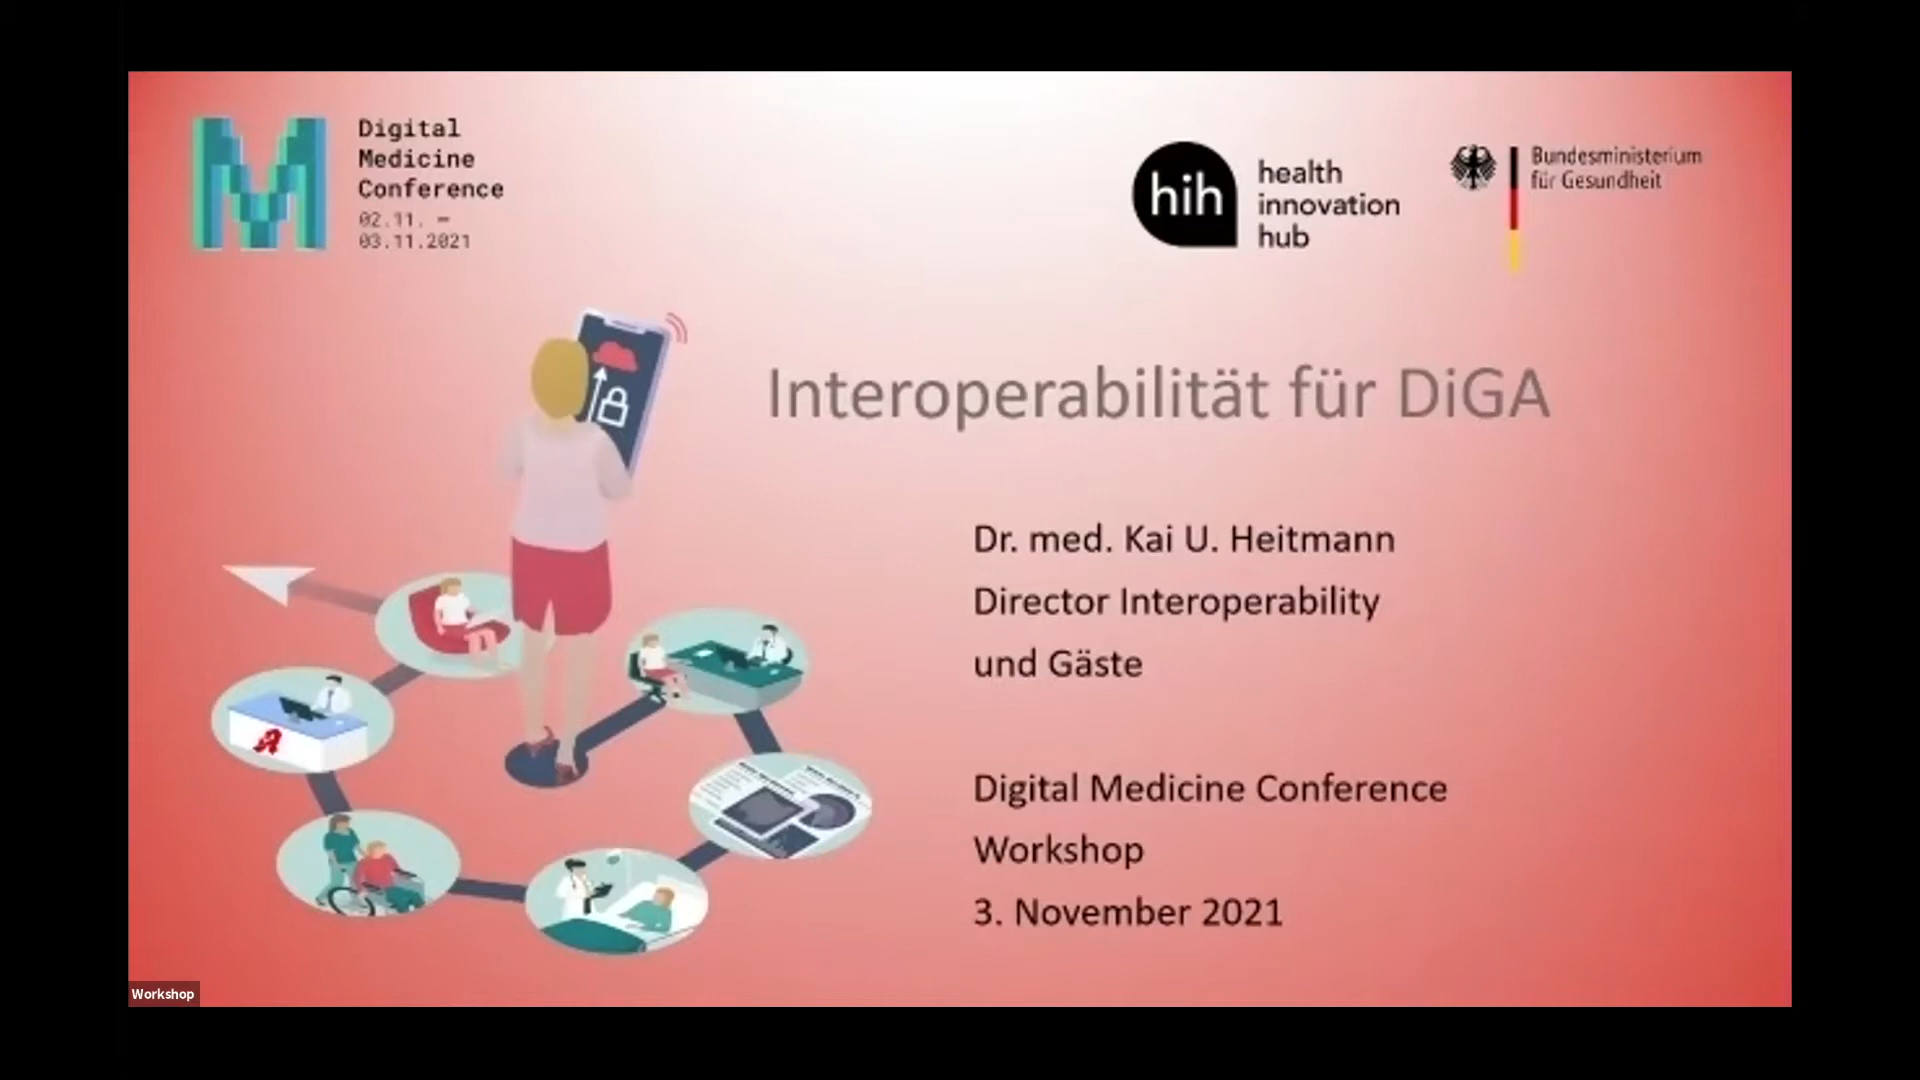 Digital
Medicine
Conference
02.11. –
03.11.2021
hih
health
innovation
hub
Bundesministerium
für Gesundheit
Interoperabilität für DiGA
Dr. med. Kai U. Heitmann
Director Interoperability
und Gäste
Digital Medicine Conference
Workshop
3. November 2021
Workshop